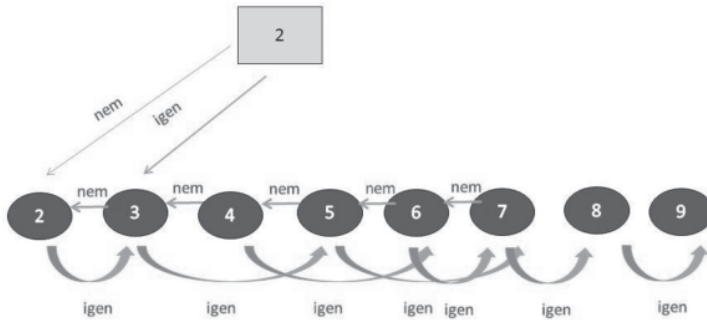 2
nem
igen
nem nem nem nem nem
2 3 4 5 6 7 8 9
igen igen igen igen igen igen igen